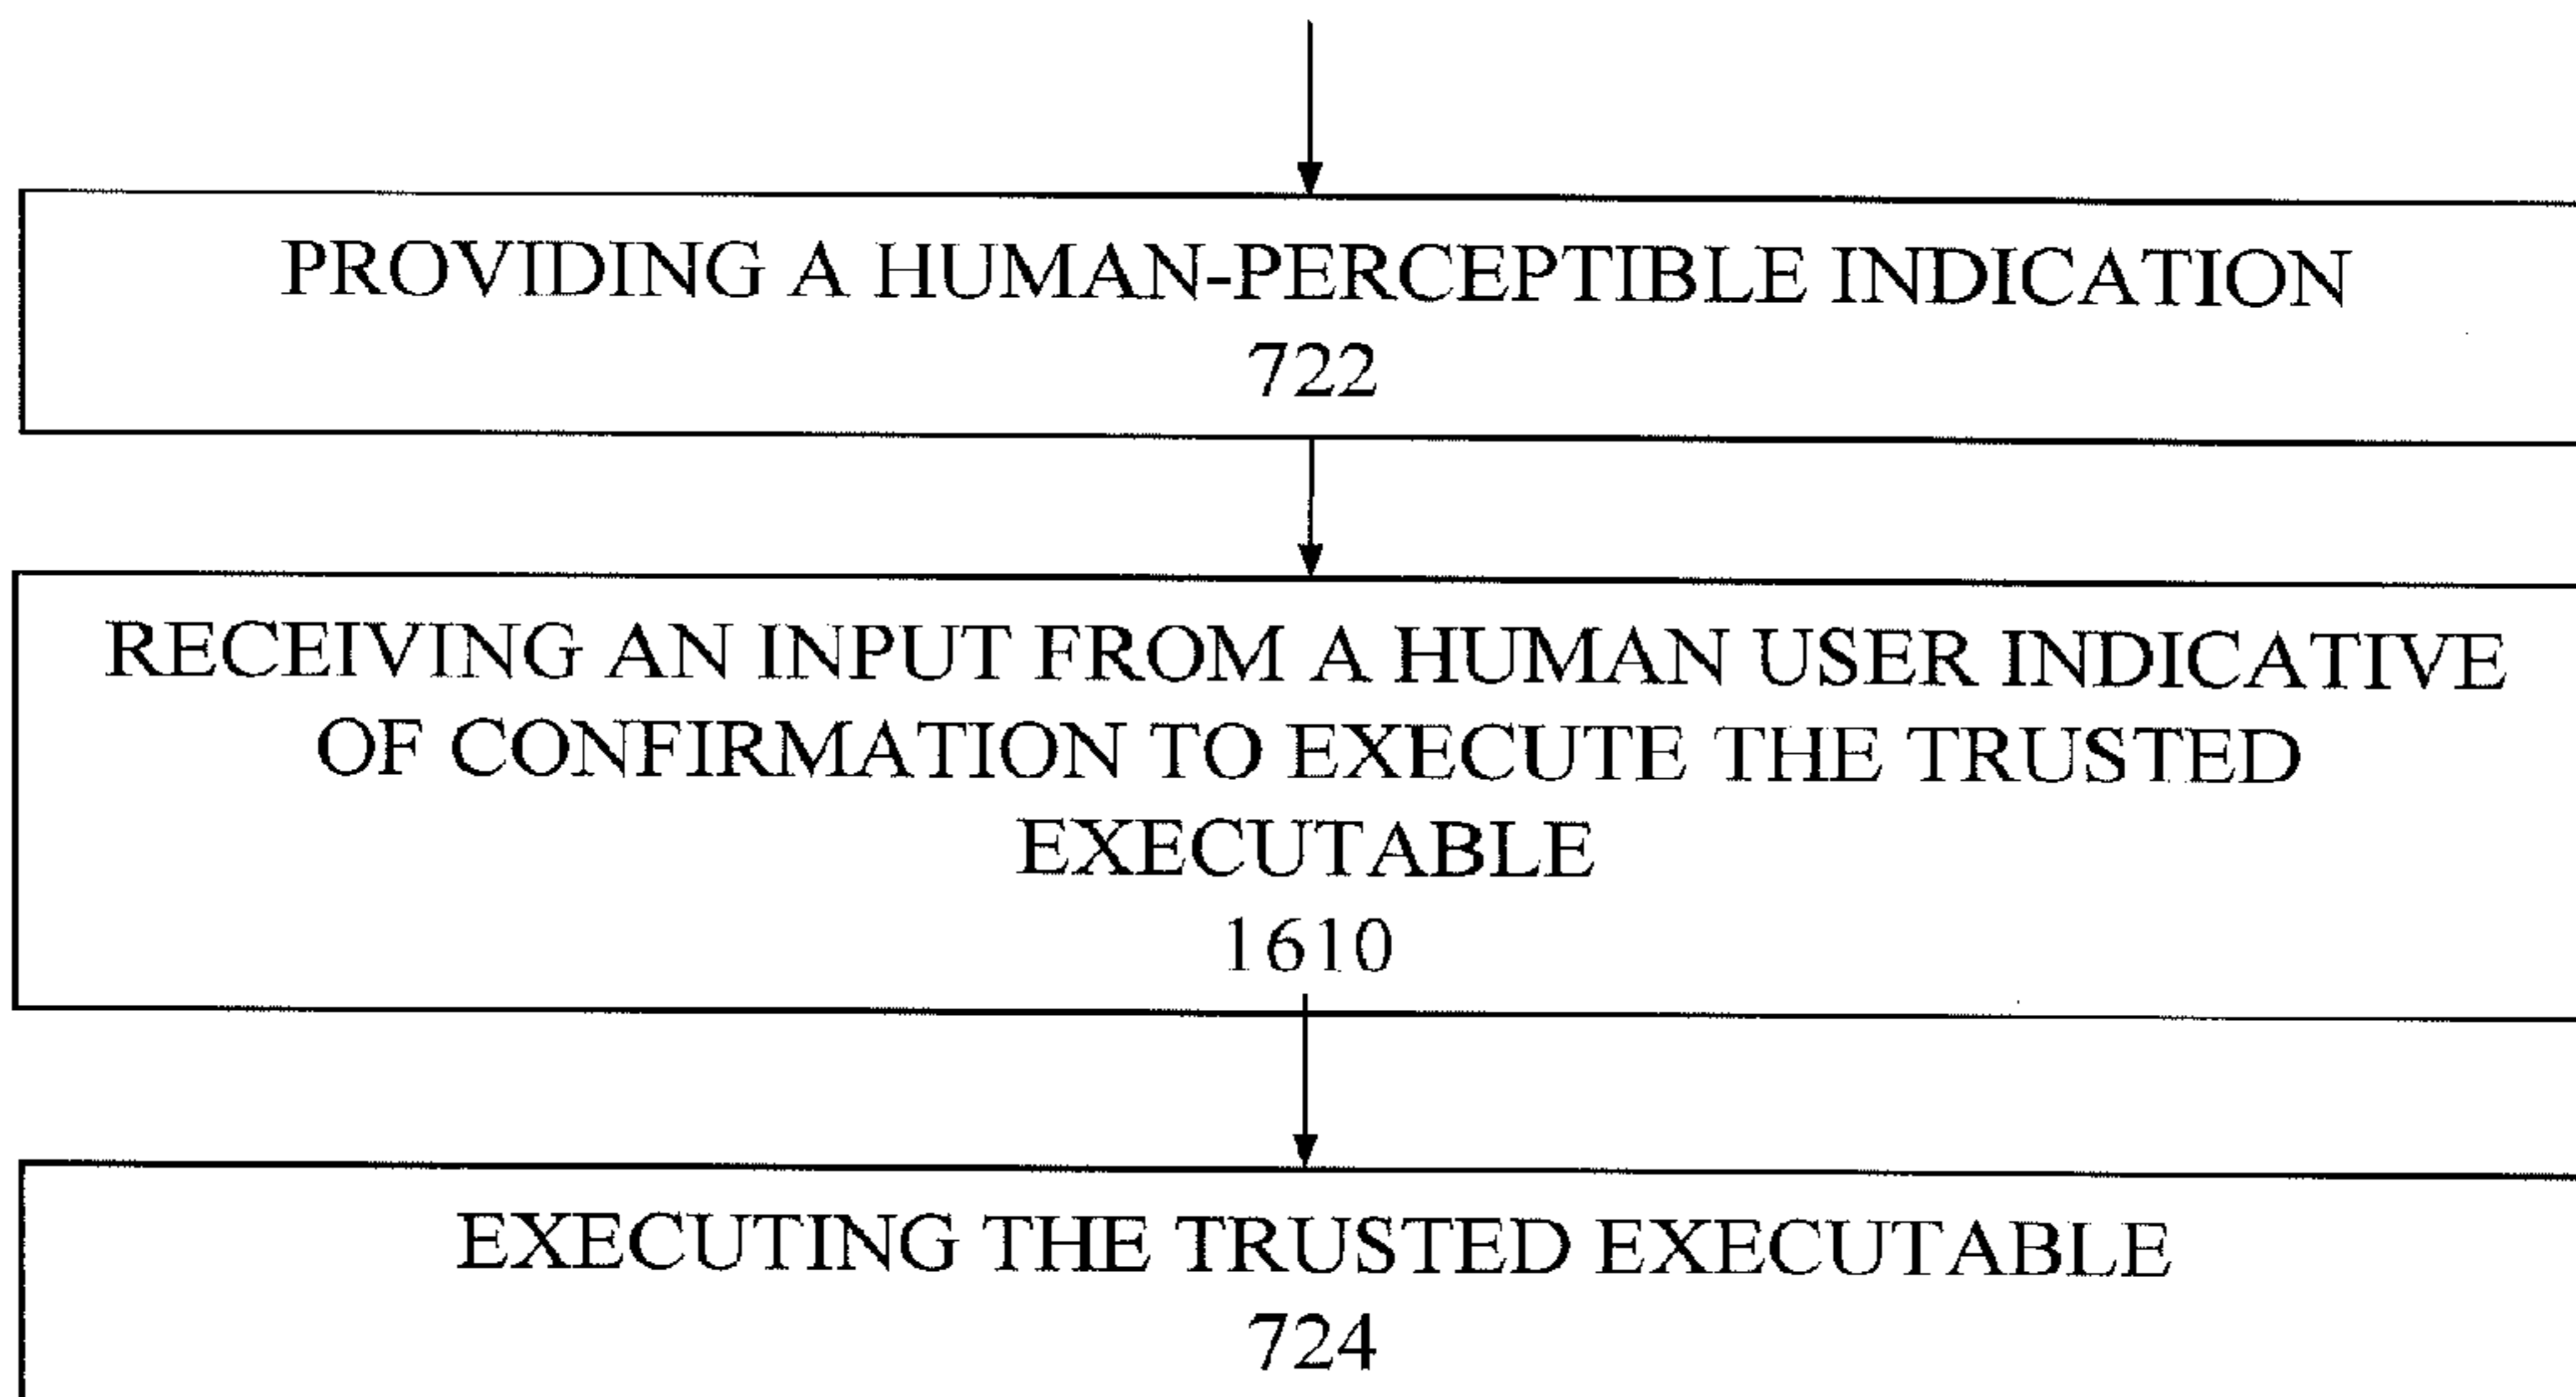 PROVIDING A HUMAN-PERCEPTIBLE INDICATION
722
RECEIVING AN INPUT FROM A HUMAN USER INDICATIVE
OF CONFIRMATION TO EXECUTE THE TRUSTED
EXECUTABLE
1610
EXECUTING THE TRUSTED EXECUTABLE
724